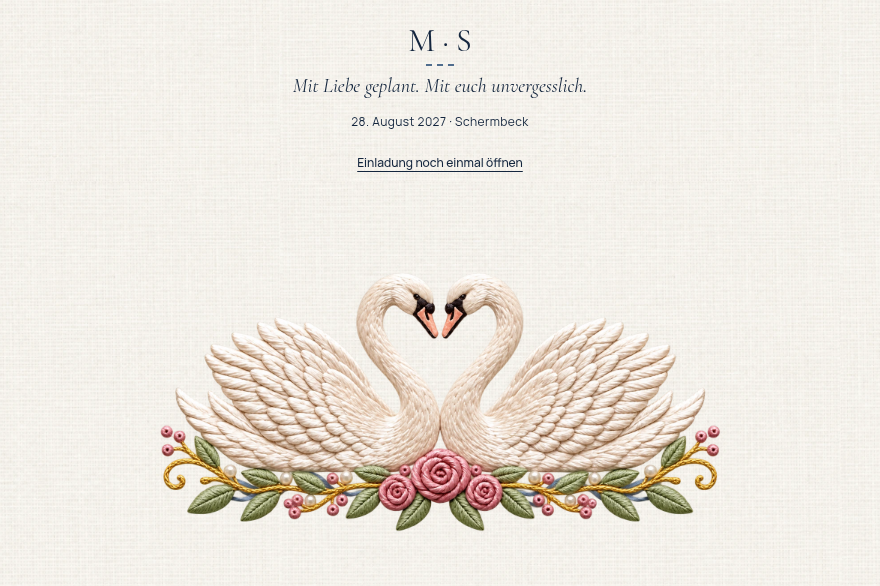 M · S
Mit Liebe geplant. Mit euch unvergesslich.
28. August 2027 · Schermbeck
Einladung noch einmal öffnen